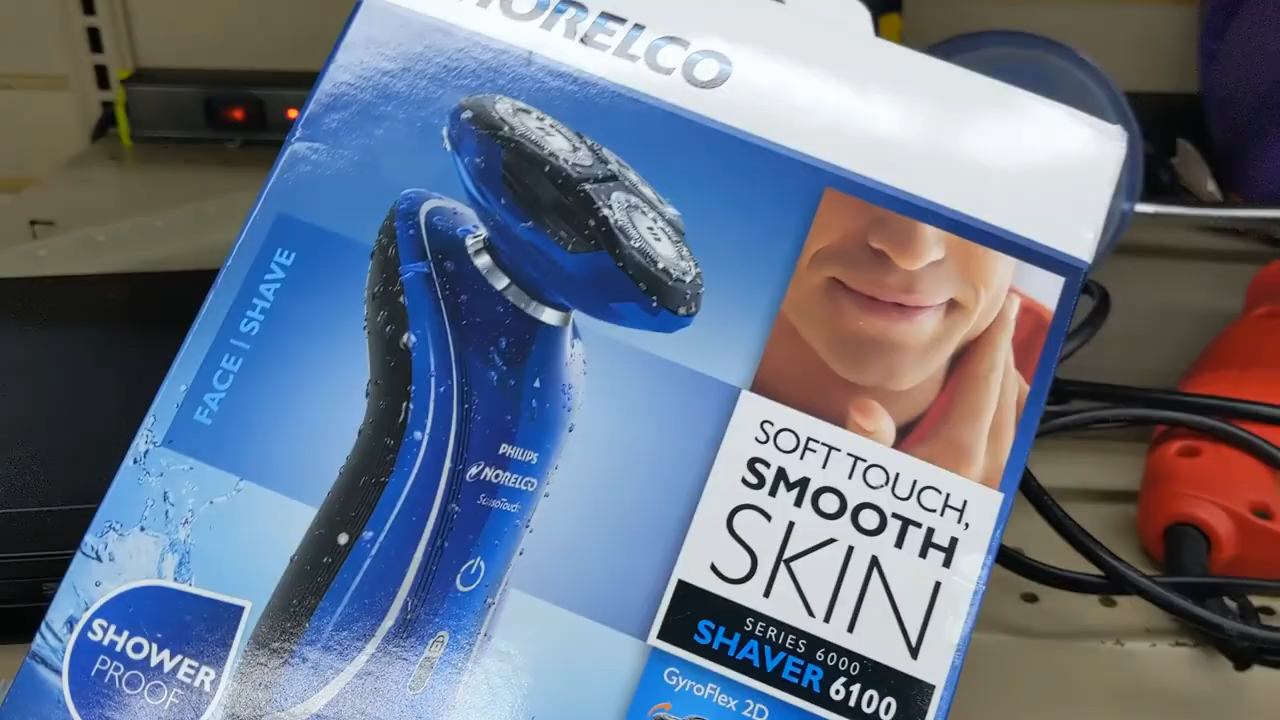 NORELCO
FACE | SHAVE
PHILIPS
NORELCO
SensoTouch
SOFT TOUCH,
SMOOTH
SKIN
SERIES 6000
SHAVER 6100
GyroFlex 2D
SHOWER
PROOF